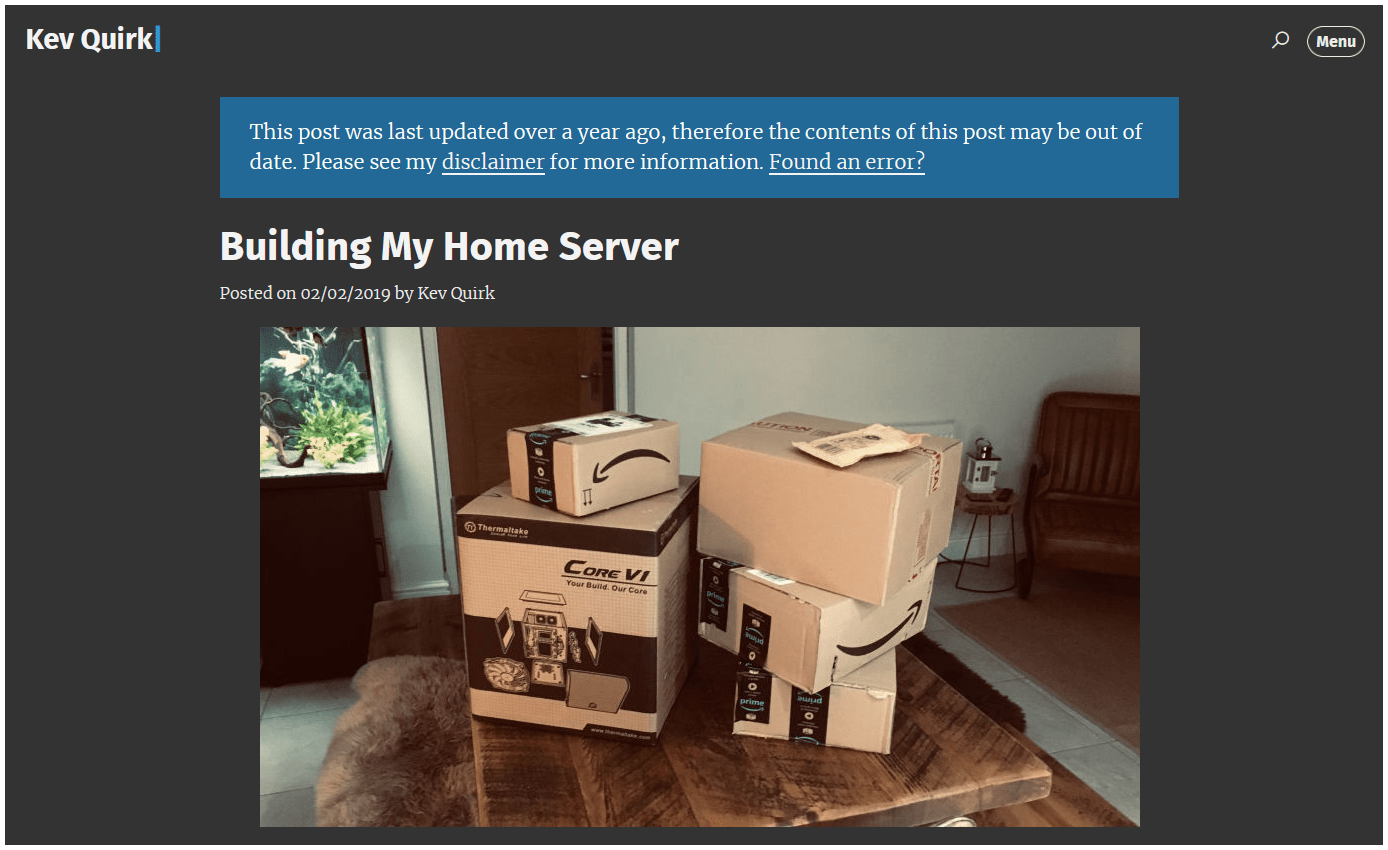 Kev Quirk
Menu
This post was last updated over a year ago, therefore the contents of this post may be out of
date. Please see my disclaimer for more information. Found an error?
Building My Home Server
Posted on 02/02/2019 by Kev Quirk
UTION
prime
Thermaltake
CORE VI
Your Build. Our Core
prime
prime
prime
prime
www.thermaltake.com